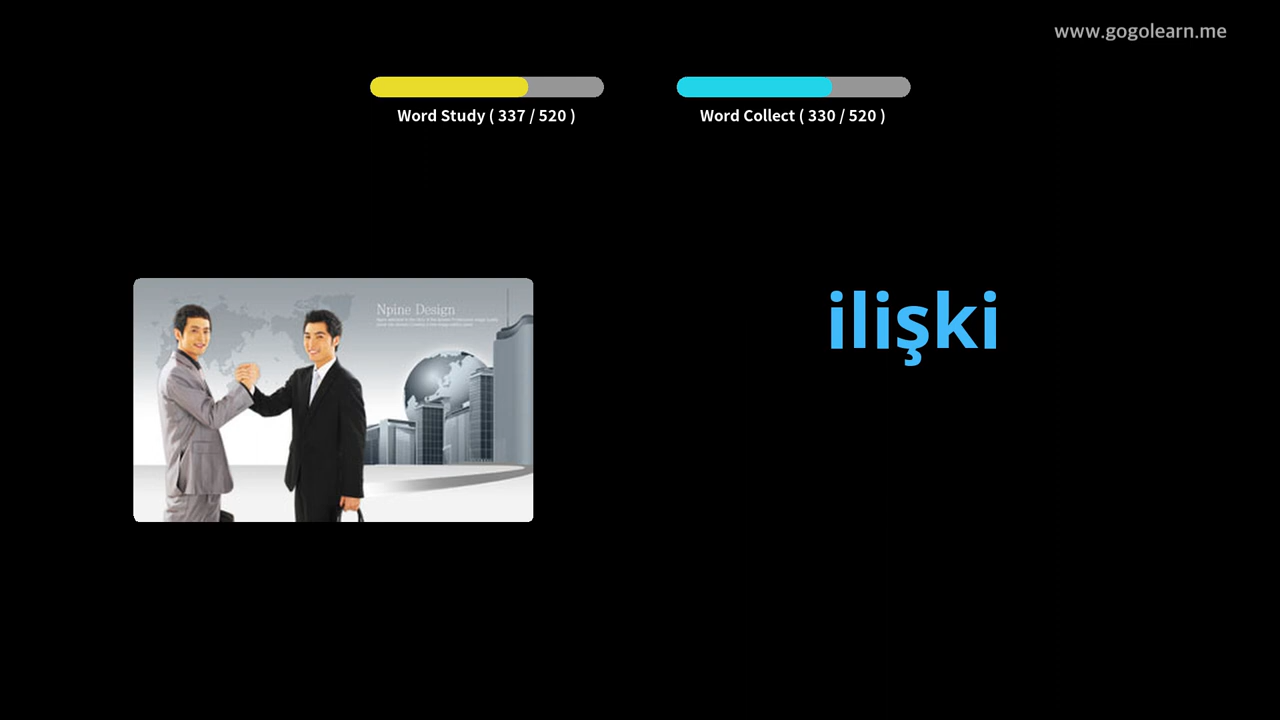 www.gogolearn.me
Word Study ( 337 / 520 )
Word Collect ( 330 / 520 )
Npine Design
ilişki